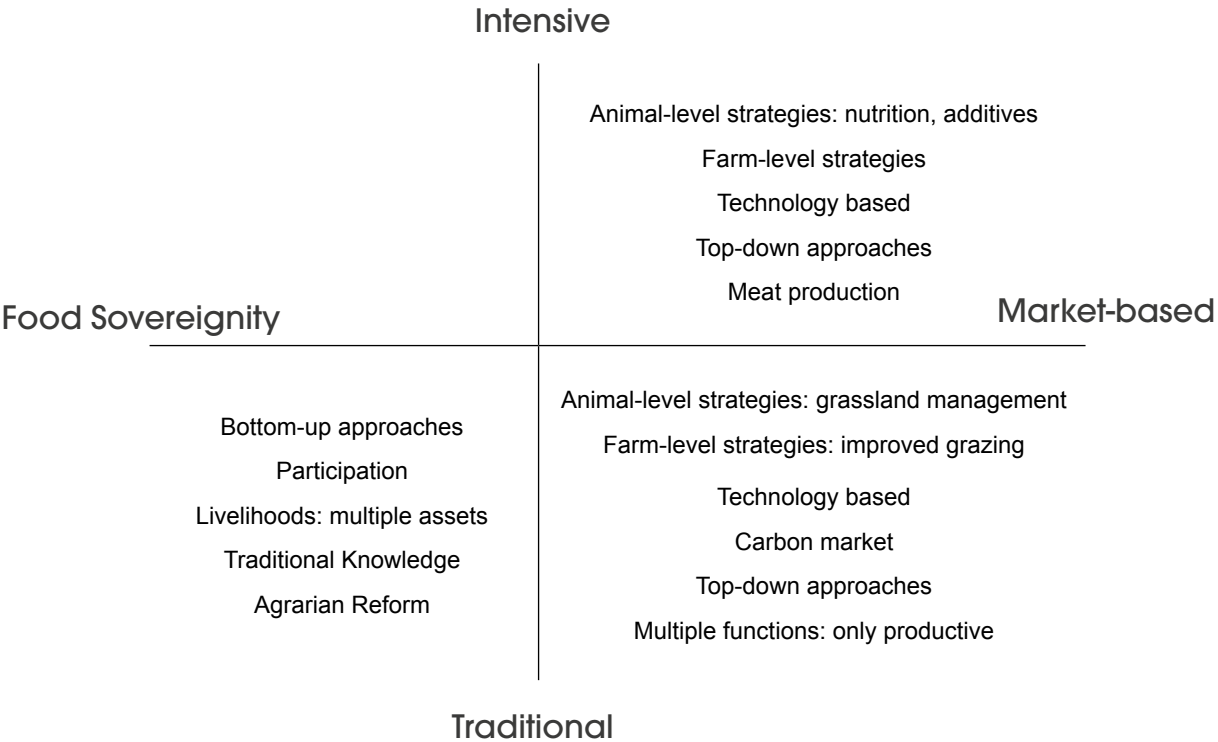 Intensive
Animal-level strategies: nutrition, additives
Farm-level strategies
Technology based
Top-down approaches
Meat production
Food Sovereignity
Market-based
Bottom-up approaches
Participation
Livelihoods: multiple assets
Traditional Knowledge
Agrarian Reform
Animal-level strategies: grassland management
Farm-level strategies: improved grazing
Technology based
Carbon market
Top-down approaches
Multiple functions: only productive
Traditional